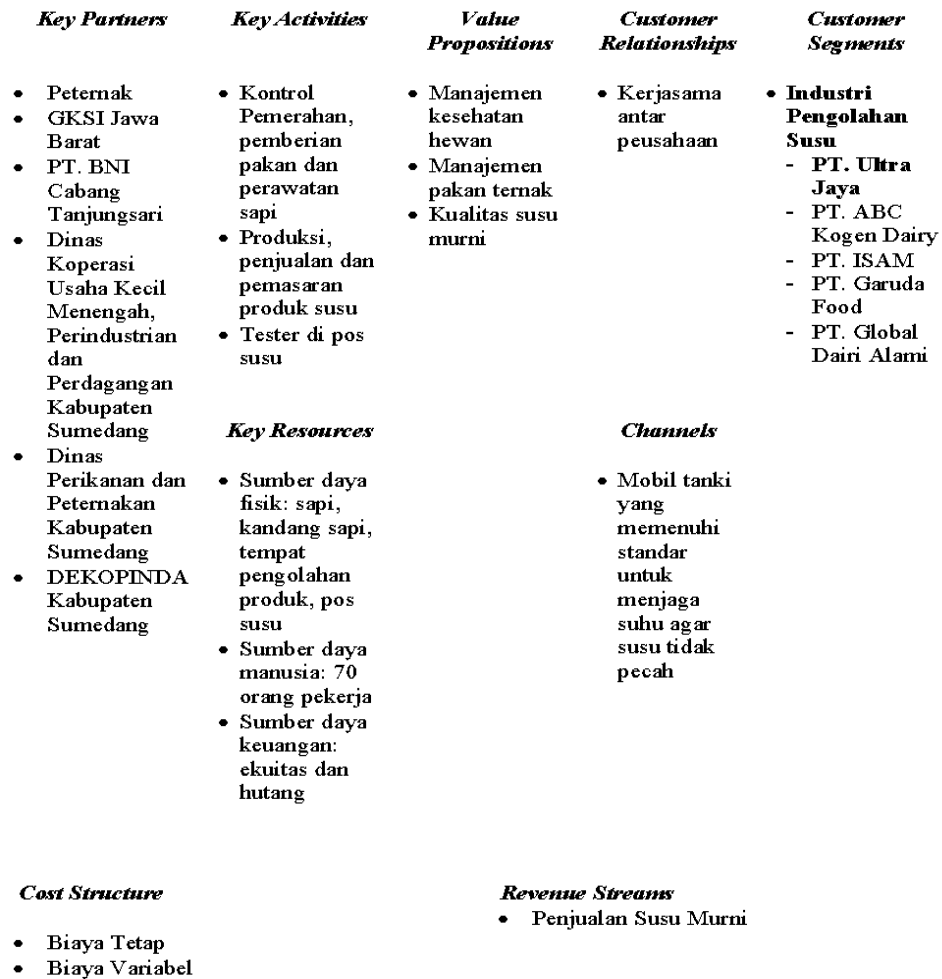 Key Partners
• Peternak
• GKSI Jawa
Barat
• PT. BNI
Cabang
Tanjungsari
• Dinas
Koperasi
Usaha Kecil
Menengah,
Perindustrian
dan
Perdagangan
Kabupaten
Sumedang
• Dinas
Perikanan dan
Peternakan
Kabupaten
Sumedang
• DEKOPINDA
Kabupaten
Sumedang
Key Activities
• Kontrol
Pemerahan,
pemberian
pakan dan
perawatan
sapi
• Produksi,
penjualan dan
pemasaran
produk susu
• Tester di pos
susu
Key Resources
• Sumber daya
fisik: sapi,
kandang sapi,
tempat
pengolahan
produk, pos
susu
• Sumber daya
manusia: 70
orang pekerja
• Sumber daya
keuangan:
ekuitas dan
hutang
Value
Propositions
• Manajemen
kesehatan
hewan
• Manajemen
pakan ternak
• Kualitas susu
murni
Customer
Relationships
• Kerjasama
antar
peusahaan
Channels
• Mobil tanki
yang
memenuhi
standar
untuk
menjaga
suhu agar
susu tidak
pecah
Customer
Segments
• Industri
Pengolahan
Susu
- PT. Ultra
Jaya
- PT. ABC
Kogen Dairy
- PT. ISAM
- PT. Garuda
Food
- PT. Global
Dairi Alami
Cost Structure
• Biaya Tetap
• Biaya Variabel
Revenue Streams
• Penjualan Susu Murni